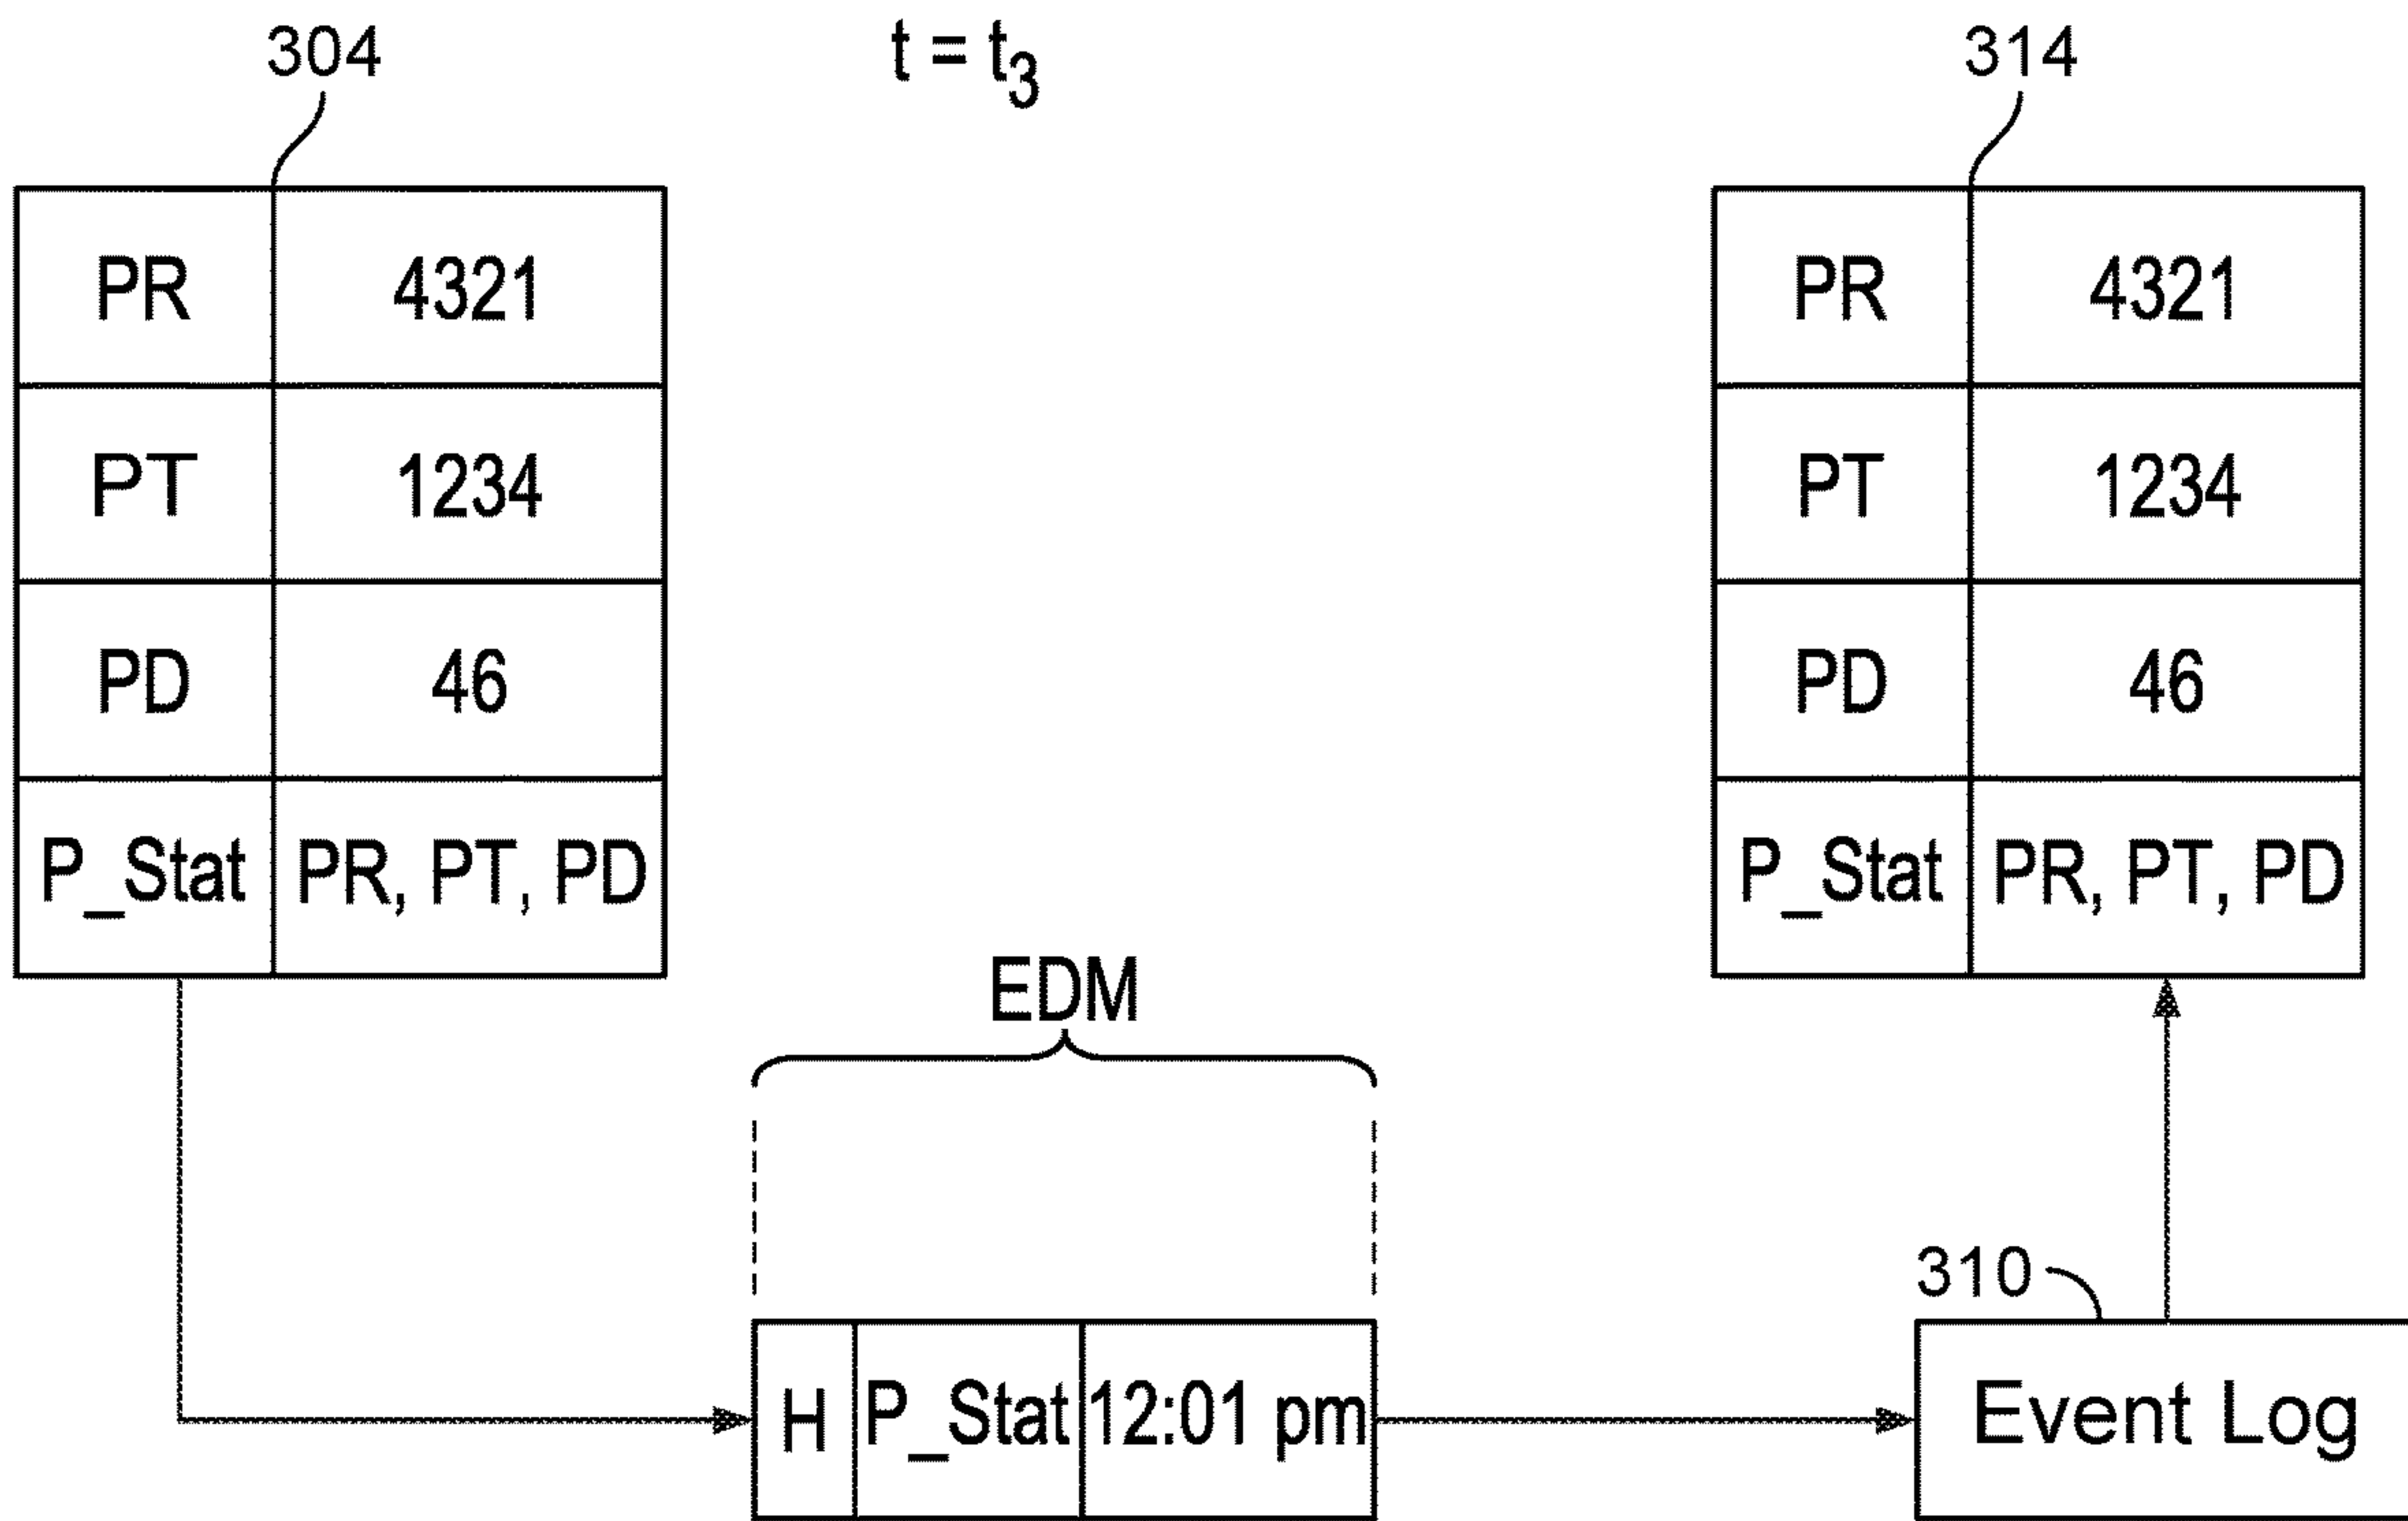 304
t = t3
314
PR 4321
PT 1234
PD 46
P_Stat PR, PT, PD
PR 4321
PT 1234
PD 46
P_Stat PR, PT, PD
EDM
H P_Stat 12:01 pm
310
Event Log